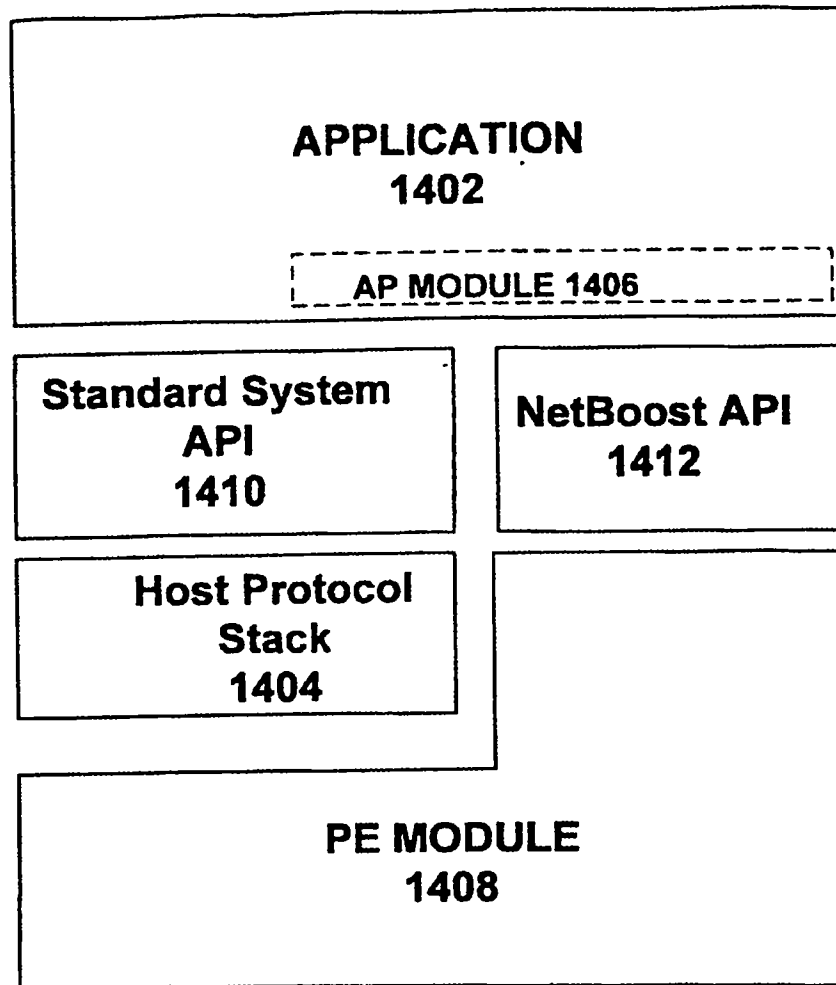 APPLICATION
1402
AP MODULE 1406
Standard System
API
1410
NetBoost API
1412
Host Protocol
Stack
1404
PE MODULE
1408